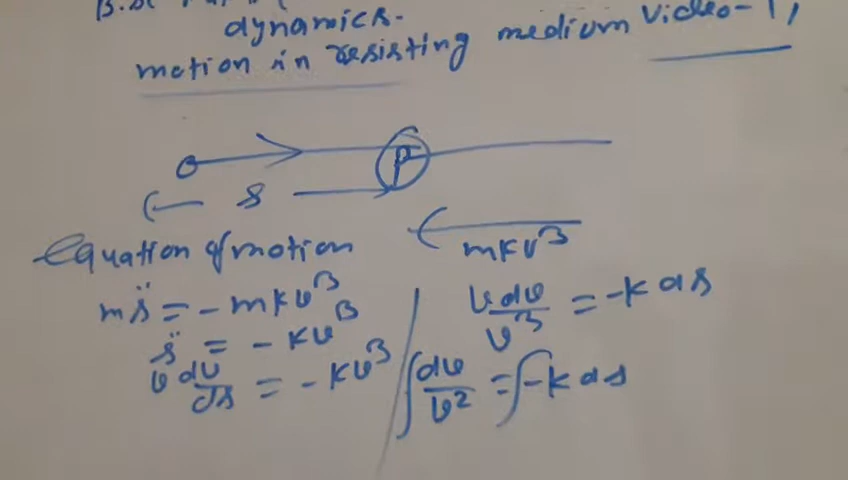 dynamics.
motion in resisting medium Video-1,
P
s
mkv³
Equation of motion
ms̈ = -mkv³
s̈ = -kv³
v dv/ds = -kv³
v dv/v³ = -k ds
∫ dv/v² = ∫ -k ds